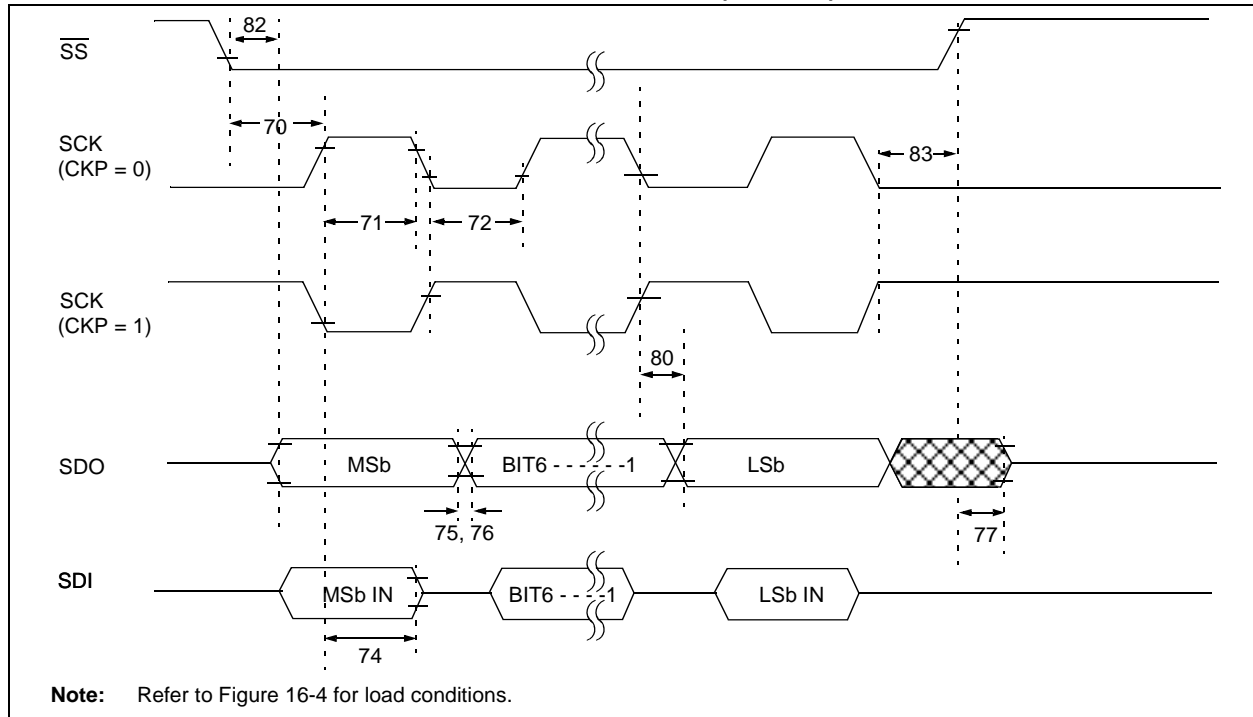 82
SS
70
SCK
(CKP = 0)
83
71
72
SCK
(CKP = 1)
80
SDO
MSb
BIT6 - - - - - -1
LSb
75, 76
77
SDI
MSb IN
BIT6 - - - -1
LSb IN
74
Note: Refer to Figure 16-4 for load conditions.